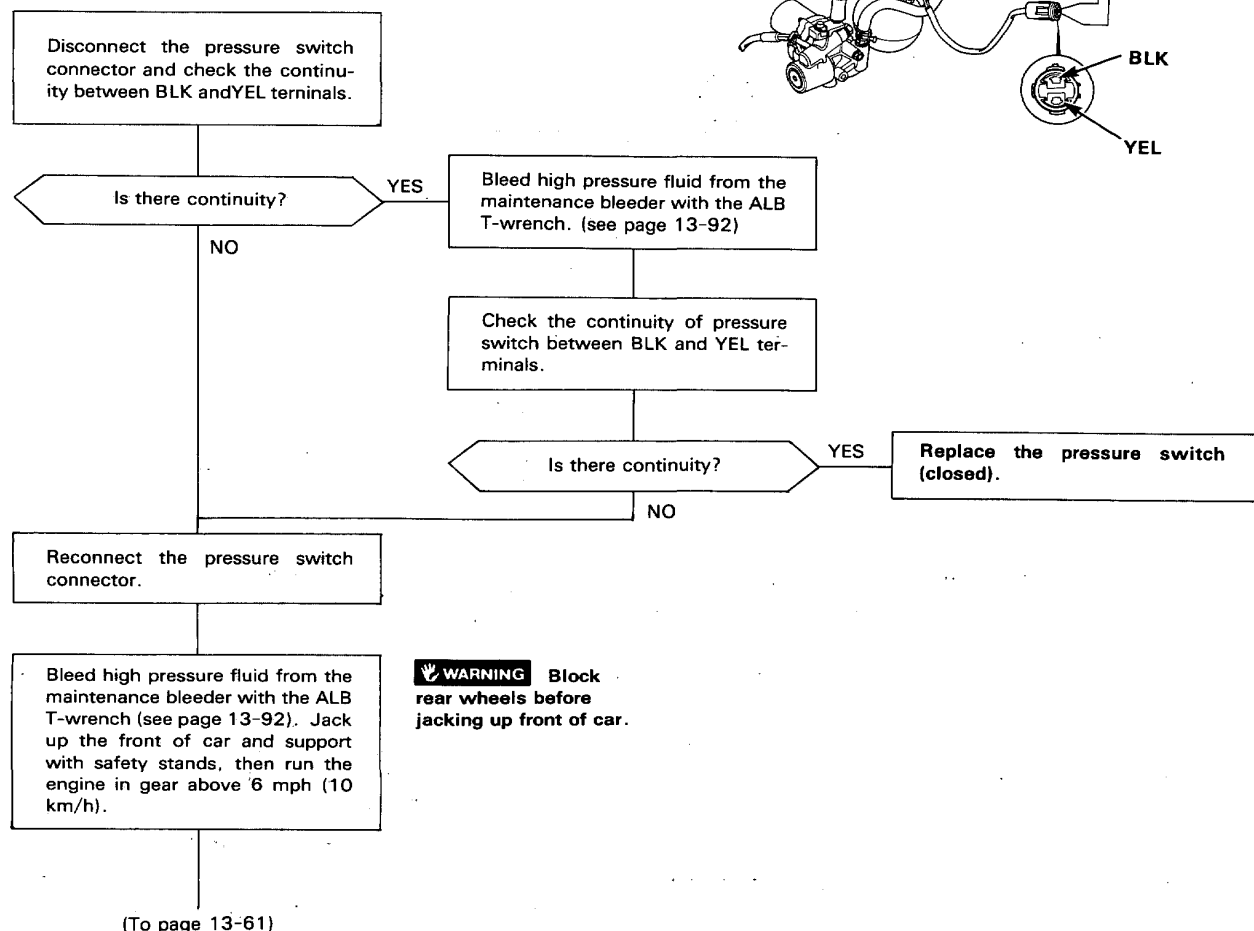 BLK
YEL
Disconnect the pressure switch
connector and check the continu-
ity between BLK andYEL terninals.
Is there continuity?
YES
NO
Bleed high pressure fluid from the
maintenance bleeder with the ALB
T-wrench. (see page 13-92)
Check the continuity of pressure
switch between BLK and YEL ter-
minals.
Is there continuity?
YES
NO
Replace the pressure switch
(closed).
Reconnect the pressure switch
connector.
Bleed high pressure fluid from the
maintenance bleeder with the ALB
T-wrench (see page 13-92). Jack
up the front of car and support
with safety stands, then run the
engine in gear above 6 mph (10
km/h).
WARNING Block
rear wheels before
jacking up front of car.
(To page 13-61)